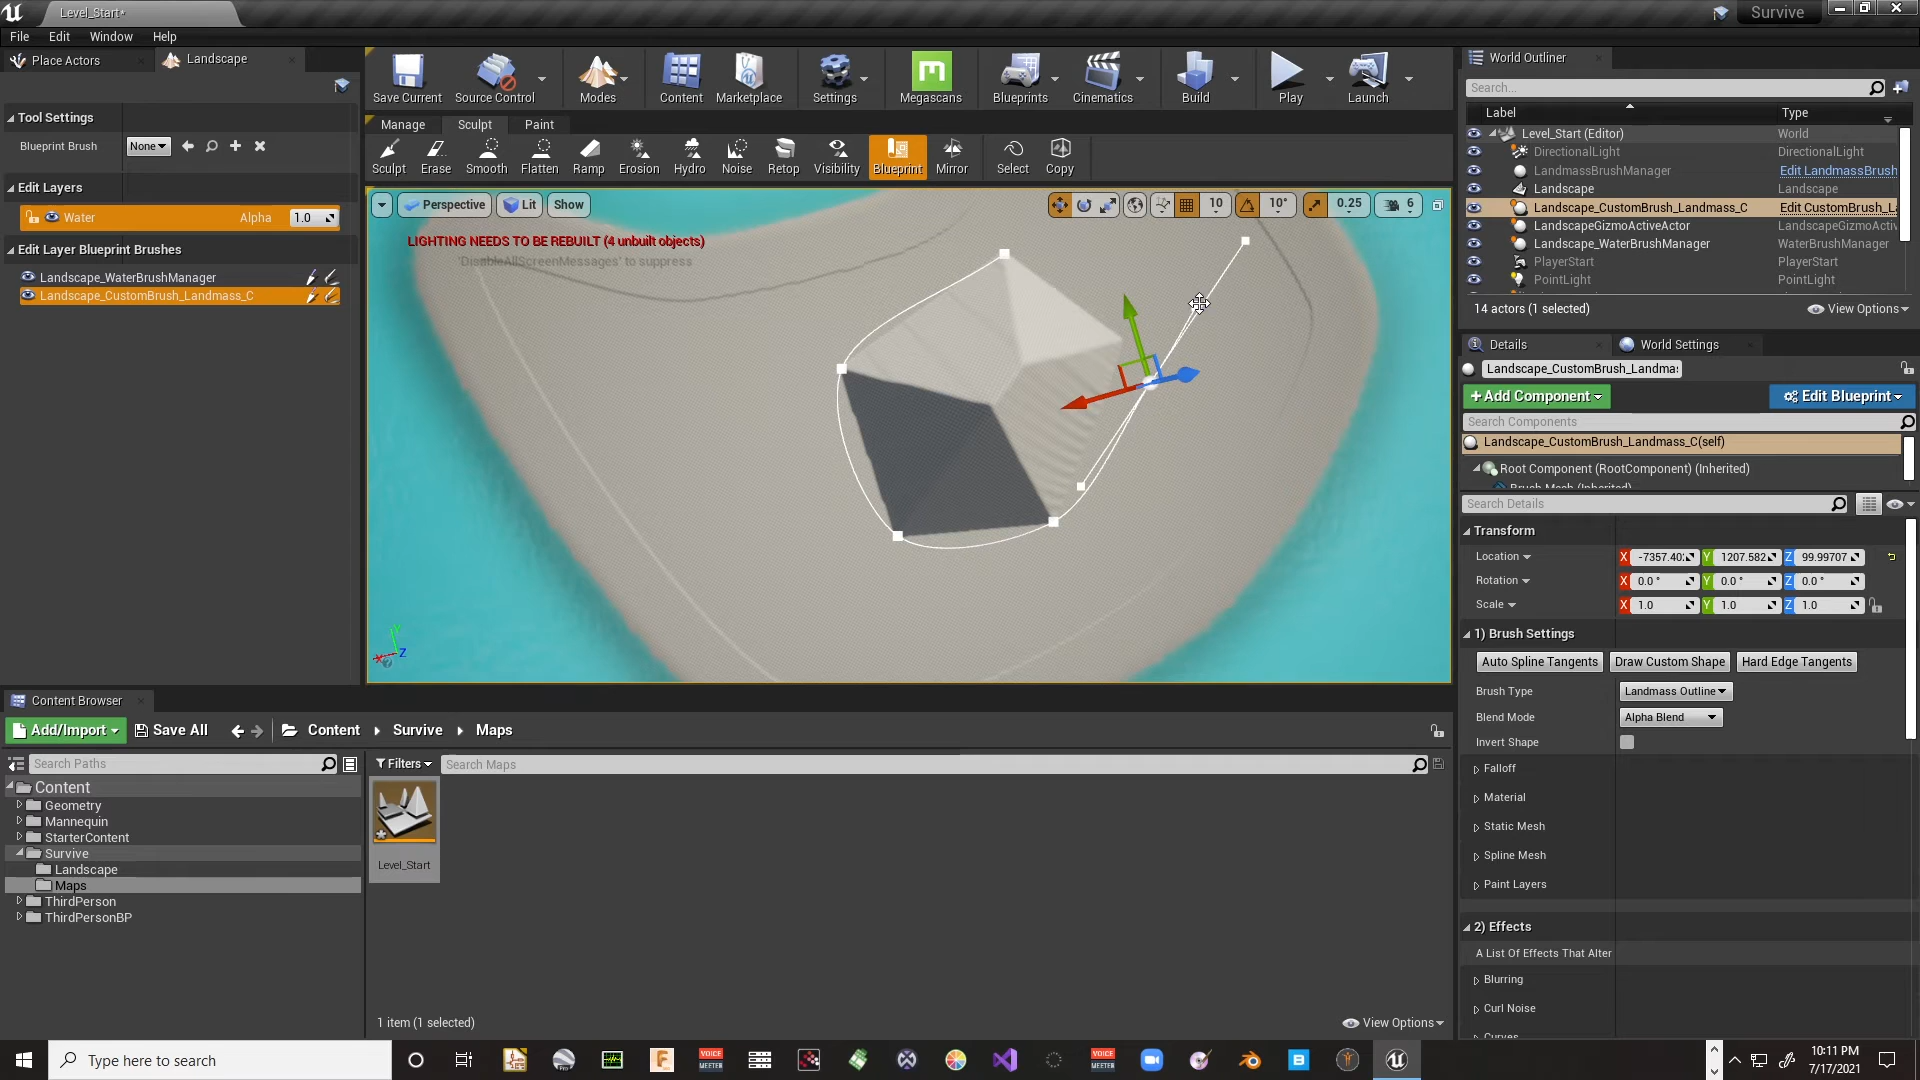 Level_Start*
Survive
File Edit Window Help
Place Actors
Landscape
Tool Settings
Blueprint Brush None
Edit Layers
Water Alpha 1.0
Edit Layer Blueprint Brushes
Landscape_WaterBrushManager
Landscape_CustomBrush_Landmass_C
Save Current Source Control Modes Content Marketplace Settings Megascans Blueprints Cinematics Build Play Launch
Manage Sculpt Paint
Sculpt Erase Smooth Flatten Ramp Erosion Hydro Noise Retop Visibility Blueprint Mirror Select Copy
Perspective Lit Show 10 10° 0.25 6
LIGHTING NEEDS TO BE REBUILT (4 unbuilt objects)
'DisableAllScreenMessages' to suppress
Y
X Z
World Outliner
Search...
Label Type
Level_Start (Editor) World
DirectionalLight DirectionalLight
LandmassBrushManager Edit LandmassBrush
Landscape Landscape
Landscape_CustomBrush_Landmass_C Edit CustomBrush_La
LandscapeGizmoActiveActor LandscapeGizmoActiv
Landscape_WaterBrushManager WaterBrushManager
PlayerStart PlayerStart
PointLight PointLight
14 actors (1 selected) View Options
Details
World Settings
Landscape_CustomBrush_Landmas
+ Add Component Edit Blueprint
Search Components
Landscape_CustomBrush_Landmass_C(self)
Root Component (RootComponent) (Inherited)
Brush Mesh (Inherited)
Search Details
Transform
Location X -7357.40 Y 1207.582 Z 99.99707
Rotation X 0.0 ° Y 0.0 ° Z 0.0 °
Scale X 1.0 Y 1.0 Z 1.0
1) Brush Settings
Auto Spline Tangents Draw Custom Shape Hard Edge Tangents
Brush Type Landmass Outline
Blend Mode Alpha Blend
Invert Shape
Falloff
Material
Static Mesh
Spline Mesh
Paint Layers
2) Effects
A List Of Effects That Alter
Blurring
Curl Noise
Curves
Content Browser
Add/Import Save All Content Survive Maps
Search Paths
Filters Search Maps
Content
Geometry
Mannequin
StarterContent
Survive
Landscape
Maps
ThirdPerson
ThirdPersonBP
Level_Start
1 item (1 selected) View Options
Type here to search
VOICE MEETER
VOICE MEETER
10:11 PM
7/17/2021